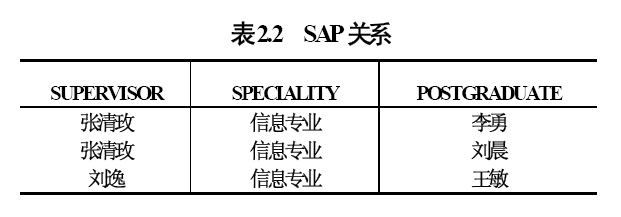 表2.2 SAP 关系
SUPERVISOR SPECIALITY POSTGRADUATE
张清玫 信息专业 李勇
张清玫 信息专业 刘晨
刘逸 信息专业 王敏